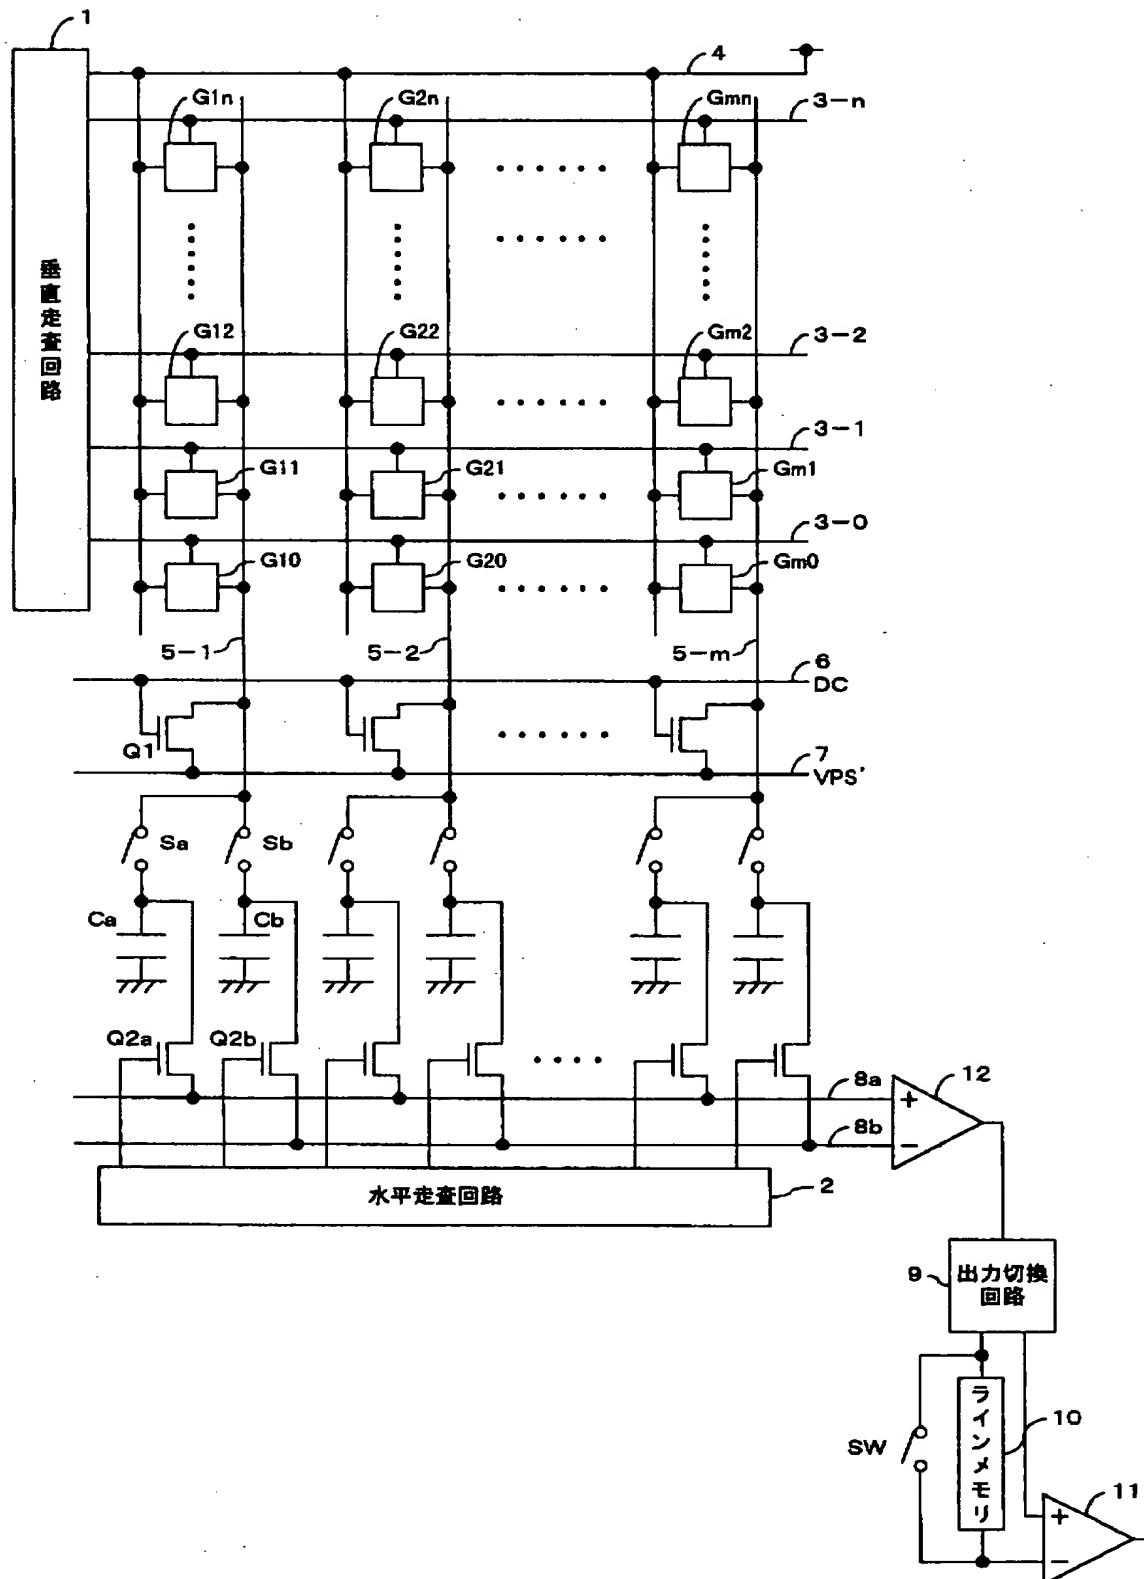 1
4
G1n
G2n
Gmn
3-n
垂直走査回路
G12
G22
Gm2
3-2
3-1
G11
G21
Gm1
3-0
G10
G20
Gm0
5-1
5-2
5-m
6
DC
Q1
7
VPS'
Sa
Sb
Ca
Cb
Q2a
Q2b
8a
12
+
8b
−
水平走査回路
2
9
出力切換
回路
SW
ラインメモリ
10
11
+
−